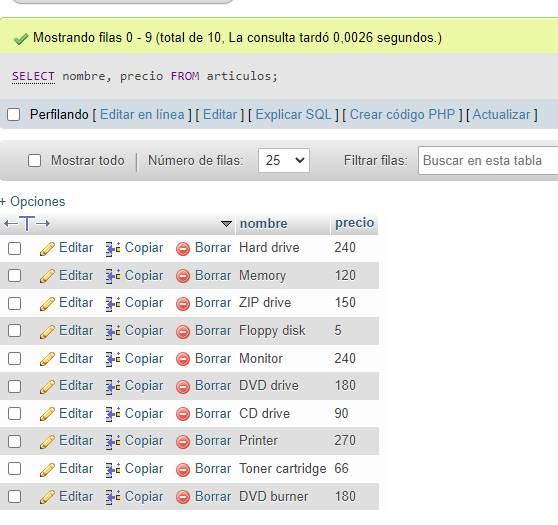 Mostrando filas 0 - 9 (total de 10, La consulta tardó 0,0026 segundos.)
SELECT nombre, precio FROM articulos;
Perfilando [ Editar en línea ] [ Editar ] [ Explicar SQL ] [ Crear código PHP ] [ Actualizar ]
Mostrar todo | Número de filas: 25 Filtrar filas: Buscar en esta tabla
+ Opciones
nombre precio
Editar Copiar Borrar Hard drive 240
Editar Copiar Borrar Memory 120
Editar Copiar Borrar ZIP drive 150
Editar Copiar Borrar Floppy disk 5
Editar Copiar Borrar Monitor 240
Editar Copiar Borrar DVD drive 180
Editar Copiar Borrar CD drive 90
Editar Copiar Borrar Printer 270
Editar Copiar Borrar Toner cartridge 66
Editar Copiar Borrar DVD burner 180